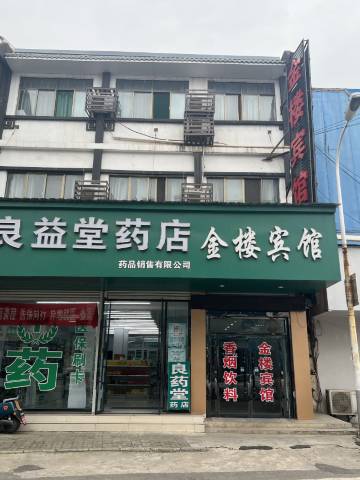 金楼宾馆
良益堂药店
药品销售有限公司
金楼宾馆
药
医保刷卡
良药堂
药店
香烟饮料
金楼宾馆